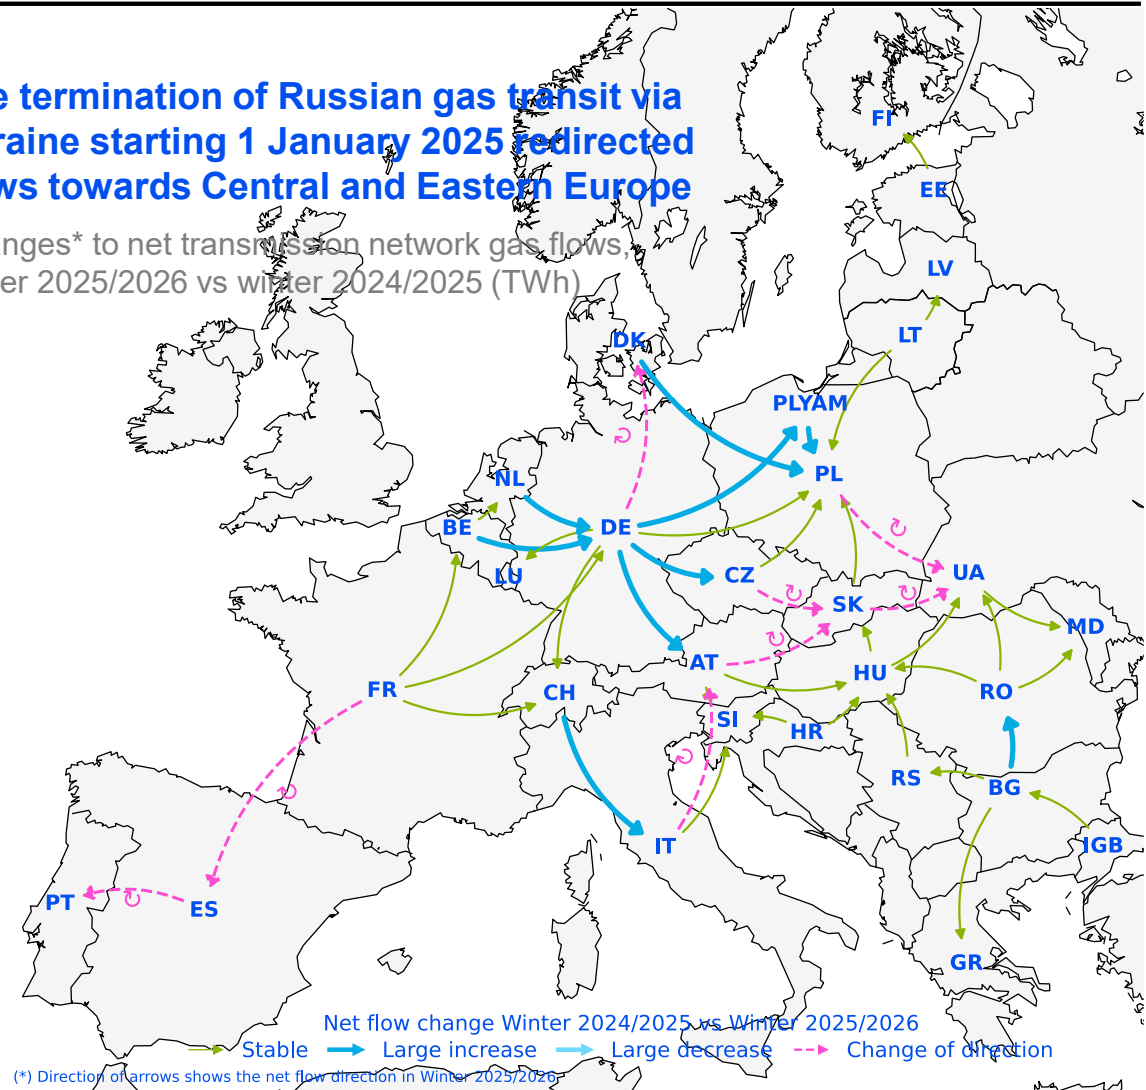 e termination of Russian gas transit via
raine starting 1 January 2025 redirected
ws towards Central and Eastern Europe
anges* to net transmission network gas flows,
er 2025/2026 vs winter 2024/2025 (TWh)
FI
EE
LV
LT
DK
PLYAM
PL
NL
BE
DE
LU
CZ
UA
SK
MD
AT
HU
FR
CH
RO
SI
HR
RS
BG
IT
IGB
PT
ES
GR
Net flow change Winter 2024/2025 vs Winter 2025/2026
Stable Large increase Large decrease Change of direction
(*) Direction of arrows shows the net flow direction in Winter 2025/2026